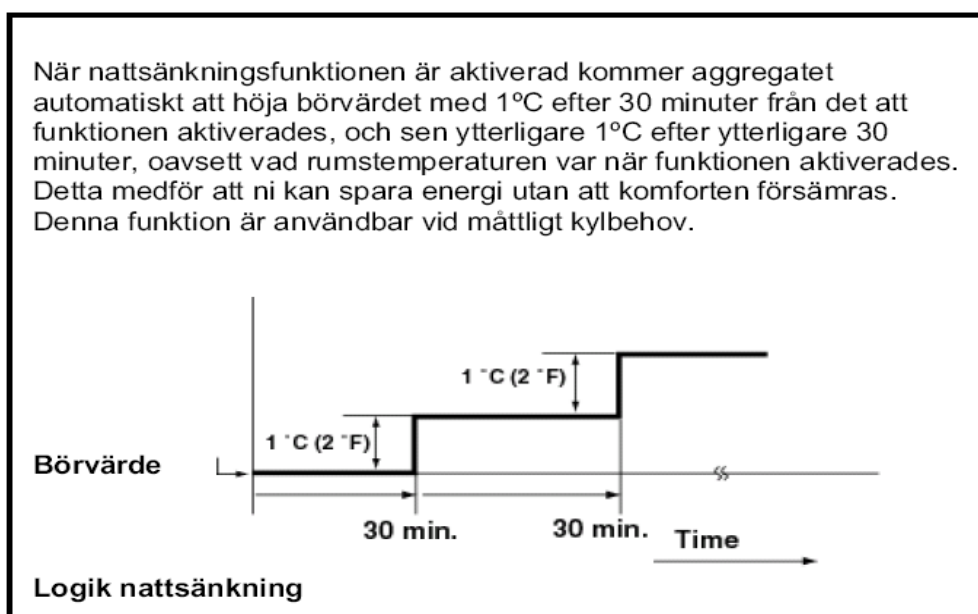 När nattsänkningsfunktionen är aktiverad kommer aggregatet
automatiskt att höja börvärdet med 1ºC efter 30 minuter från det att
funktionen aktiverades, och sen ytterligare 1ºC efter ytterligare 30
minuter, oavsett vad rumstemperaturen var när funktionen aktiverades.
Detta medför att ni kan spara energi utan att komforten försämras.
Denna funktion är användbar vid måttligt kylbehov.
1 ˚C (2 ˚F)
1 ˚C (2 ˚F)
Börvärde
30 min.
30 min.
Time
Logik nattsänkning